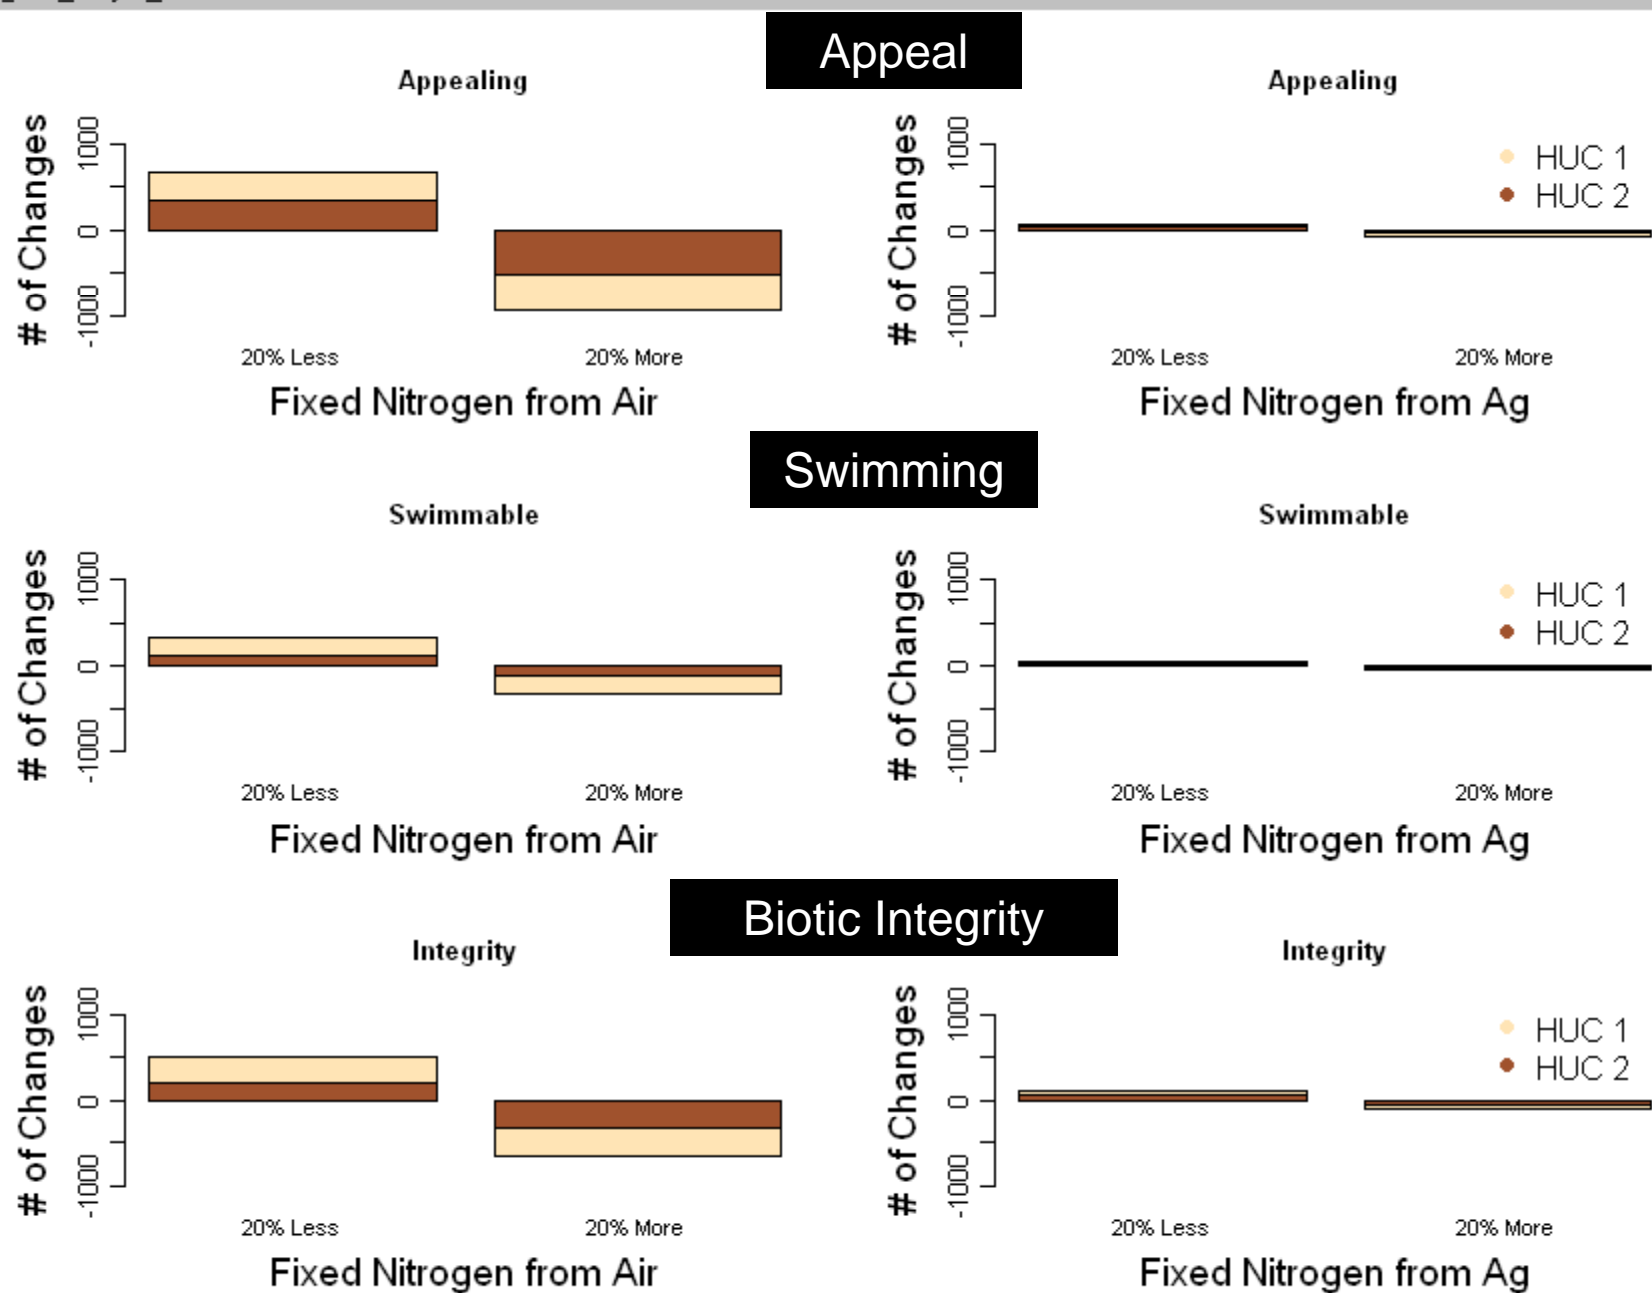 Appeal
Appealing
# of Changes
1000
0
-1000
20% Less
20% More
Fixed Nitrogen from Air
Appealing
# of Changes
1000
0
-1000
HUC 1
HUC 2
20% Less
20% More
Fixed Nitrogen from Ag
Swimming
Swimmable
# of Changes
1000
0
-1000
20% Less
20% More
Fixed Nitrogen from Air
Swimmable
# of Changes
1000
0
-1000
HUC 1
HUC 2
20% Less
20% More
Fixed Nitrogen from Ag
Biotic Integrity
Integrity
# of Changes
1000
0
-1000
20% Less
20% More
Fixed Nitrogen from Air
Integrity
# of Changes
1000
0
-1000
HUC 1
HUC 2
20% Less
20% More
Fixed Nitrogen from Ag